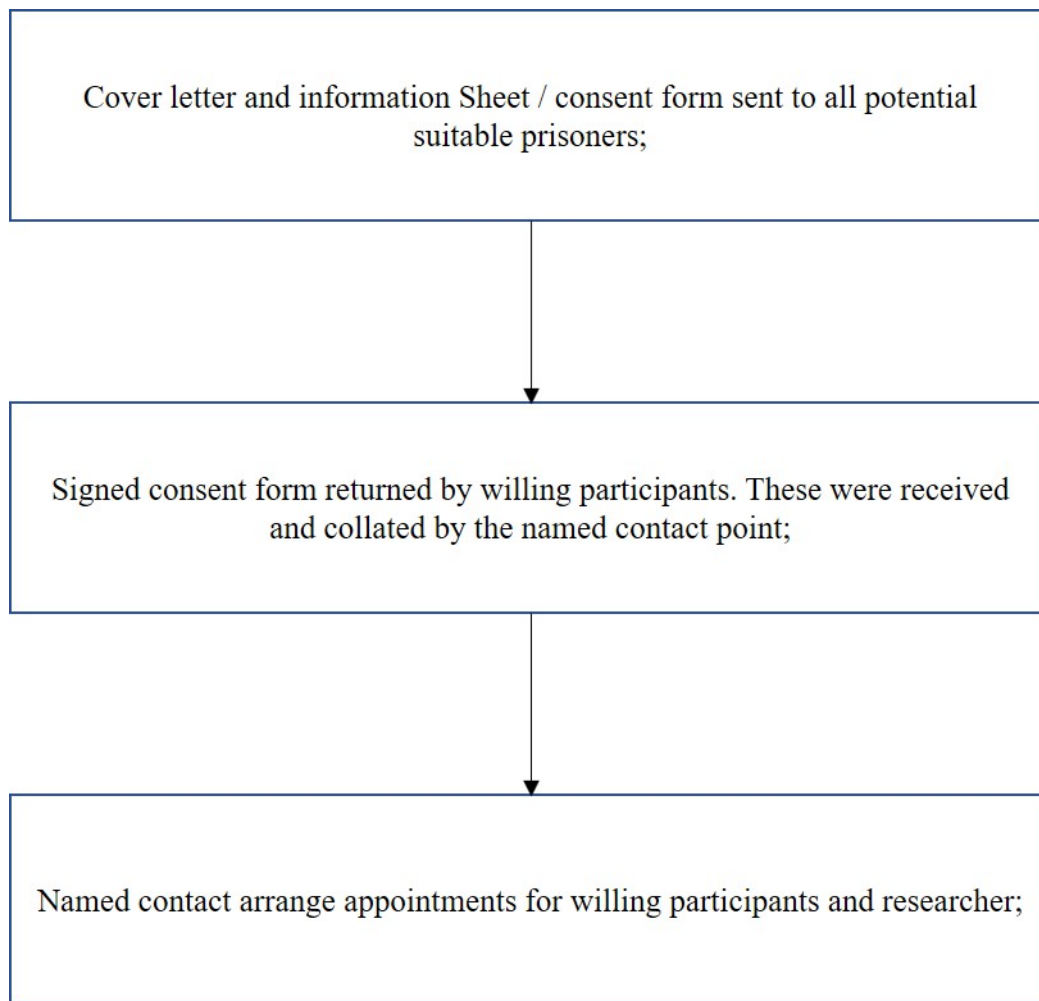 Cover letter and information Sheet / consent form sent to all potential
suitable prisoners;
Signed consent form returned by willing participants. These were received
and collated by the named contact point;
Named contact arrange appointments for willing participants and researcher;